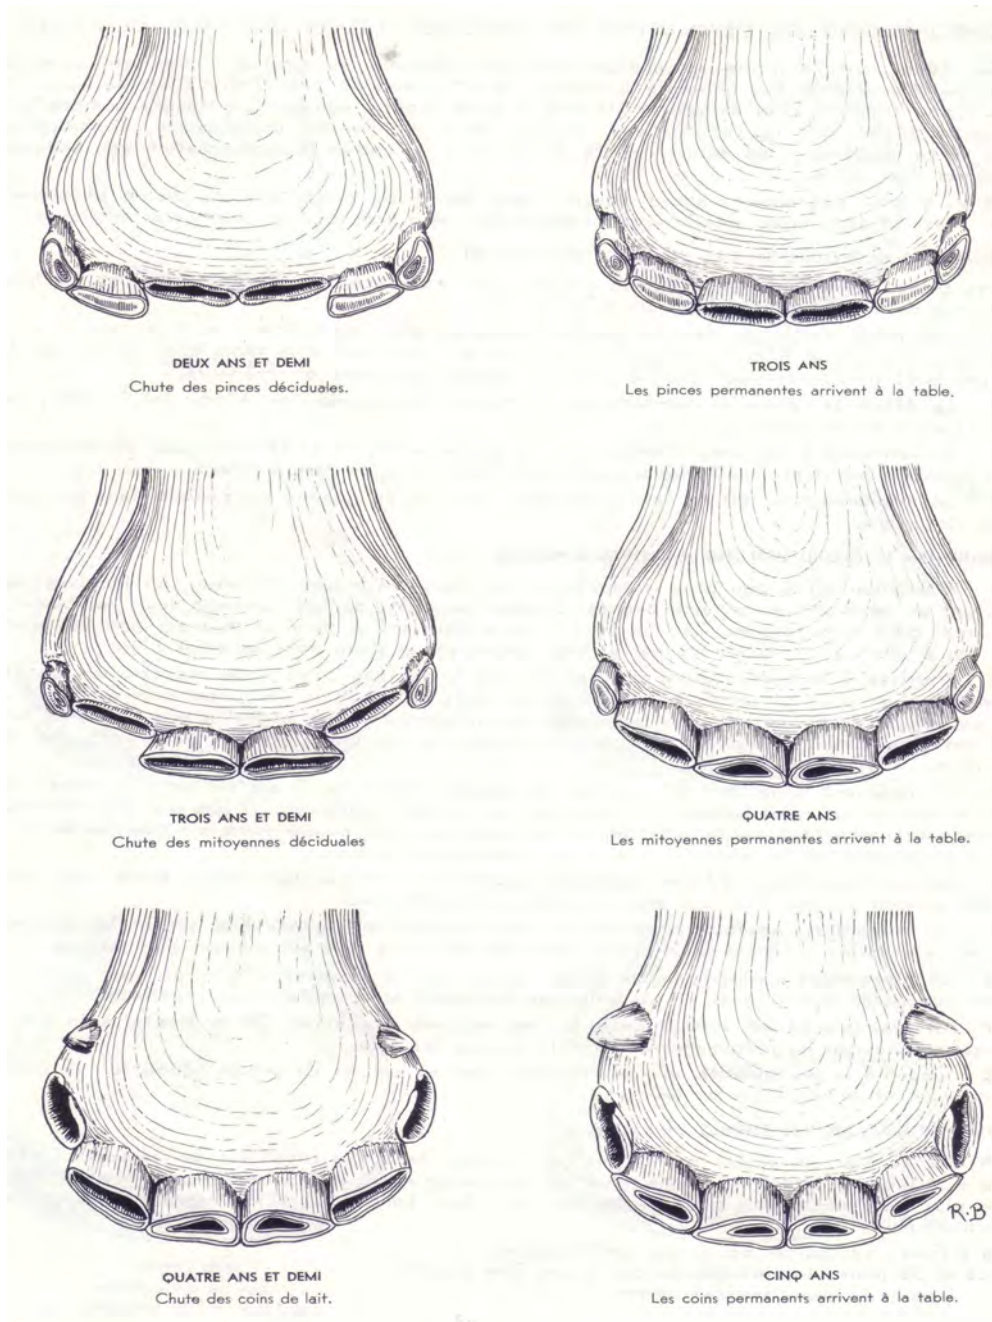 DEUX ANS ET DEMI
Chute des pinces déciduales.
TROIS ANS
Les pinces permanentes arrivent à la table.
TROIS ANS ET DEMI
Chute des mitoyennes déciduales
QUATRE ANS
Les mitoyennes permanentes arrivent à la table.
QUATRE ANS ET DEMI
Chute des coins de lait.
R.B
CINQ ANS
Les coins permanents arrivent à la table.